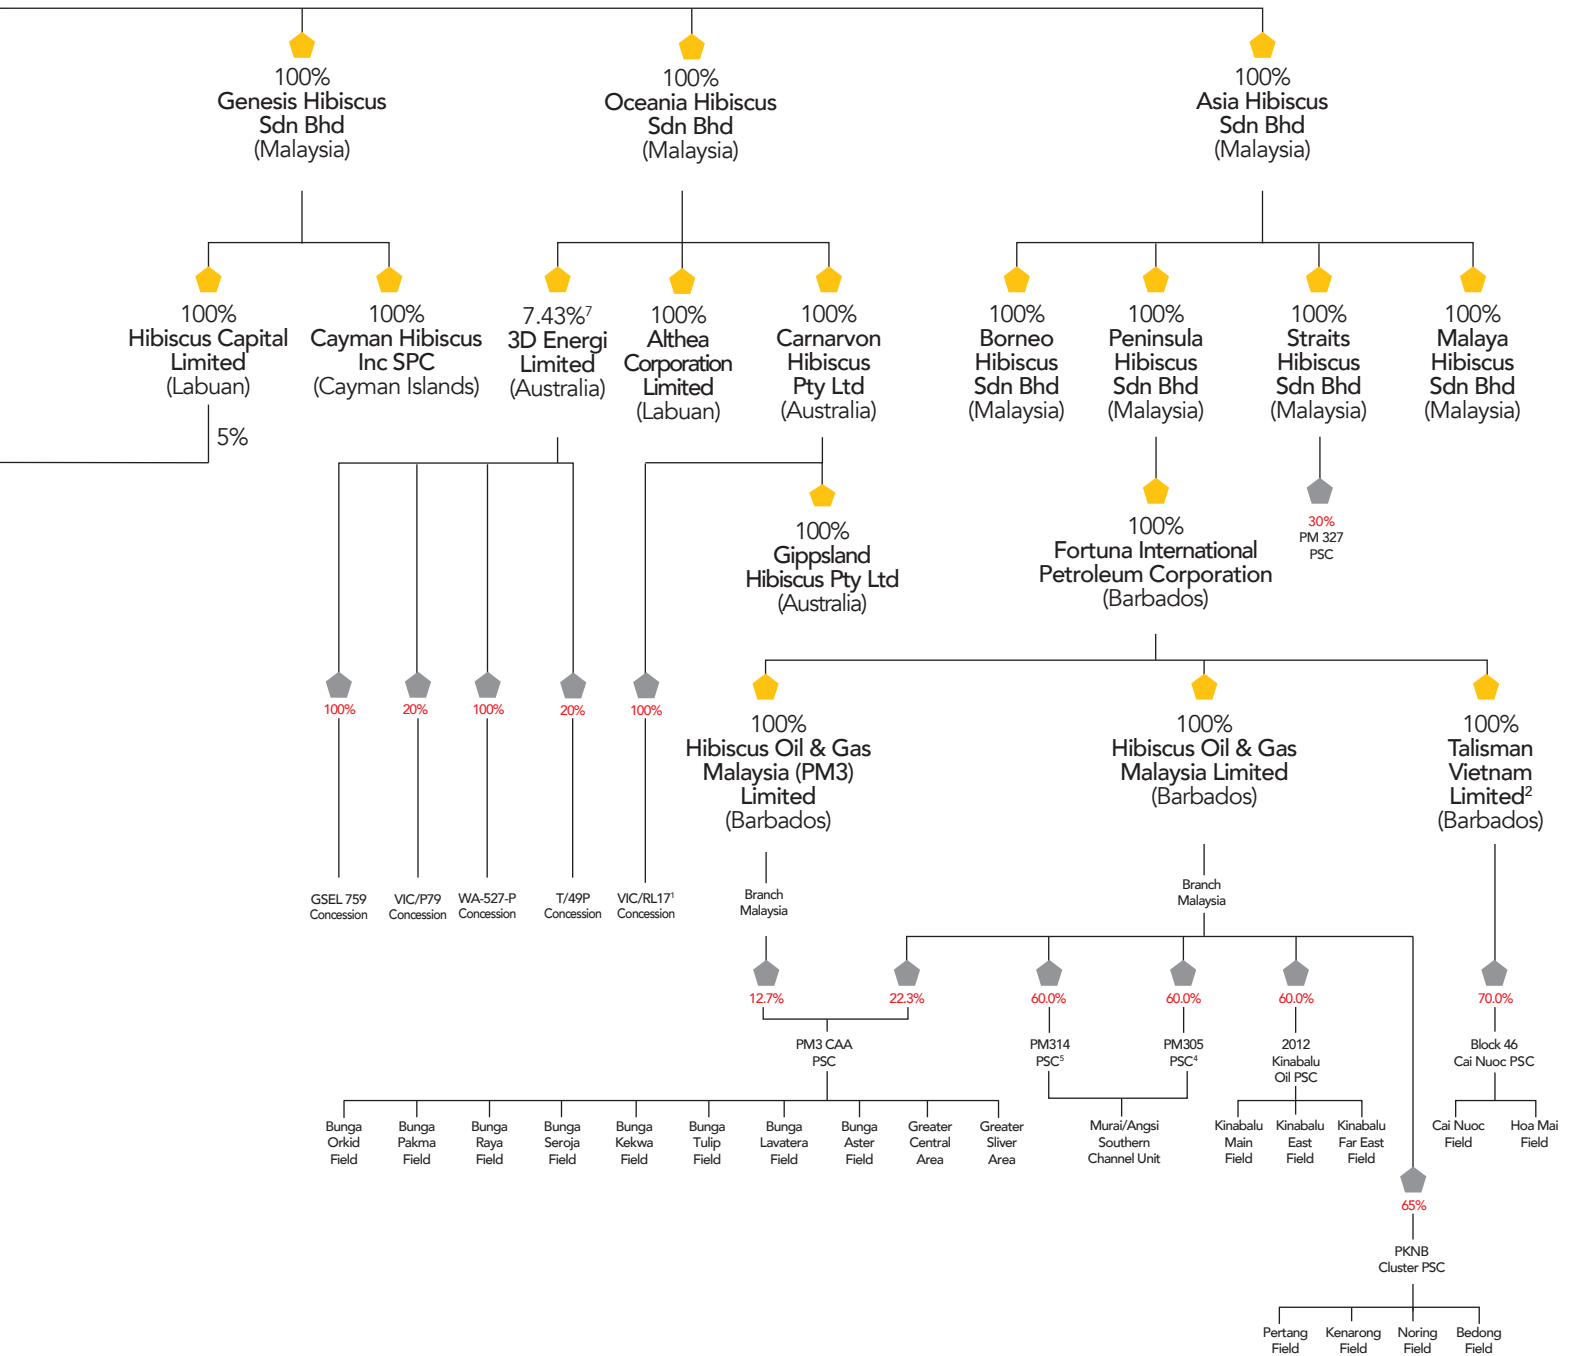 100%
Genesis Hibiscus
Sdn Bhd
(Malaysia)
100%
Oceania Hibiscus
Sdn Bhd
(Malaysia)
100%
Asia Hibiscus
Sdn Bhd
(Malaysia)
100%
Hibiscus Capital
Limited
(Labuan)
5%
100%
Cayman Hibiscus
Inc SPC
(Cayman Islands)
7.43%7
3D Energi
Limited
(Australia)
100%
Althea
Corporation
Limited
(Labuan)
100%
Carnarvon
Hibiscus
Pty Ltd
(Australia)
100%
Borneo
Hibiscus
Sdn Bhd
(Malaysia)
100%
Peninsula
Hibiscus
Sdn Bhd
(Malaysia)
100%
Straits
Hibiscus
Sdn Bhd
(Malaysia)
100%
Malaya
Hibiscus
Sdn Bhd
(Malaysia)
100%
Gippsland
Hibiscus Pty Ltd
(Australia)
100%
Fortuna International
Petroleum Corporation
(Barbados)
30%
PM 327
PSC
100%
GSEL 759
Concession
20%
VIC/P79
Concession
100%
WA-527-P
Concession
20%
T/49P
Concession
100%
VIC/RL17¹
Concession
100%
Hibiscus Oil & Gas
Malaysia (PM3)
Limited
(Barbados)
100%
Hibiscus Oil & Gas
Malaysia Limited
(Barbados)
100%
Talisman
Vietnam
Limited²
(Barbados)
Branch
Malaysia
Branch
Malaysia
12.7%
22.3%
60.0%
60.0%
60.0%
70.0%
PM3 CAA
PSC
PM314
PSC⁵
PM305
PSC⁴
2012
Kinabalu
Oil PSC
Block 46
Cai Nuoc PSC
Bunga
Orkid
Field
Bunga
Pakma
Field
Bunga
Raya
Field
Bunga
Seroja
Field
Bunga
Kekwa
Field
Bunga
Tulip
Field
Bunga
Lavatera
Field
Bunga
Aster
Field
Greater
Central
Area
Greater
Sliver
Area
Murai/Angsi
Southern
Channel Unit
Kinabalu
Main
Field
Kinabalu
East
Field
Kinabalu
Far East
Field
Cai Nuoc
Field
Hoa Mai
Field
65%
PKNB
Cluster PSC
Pertang
Field
Kenarong
Field
Noring
Field
Bedong
Field